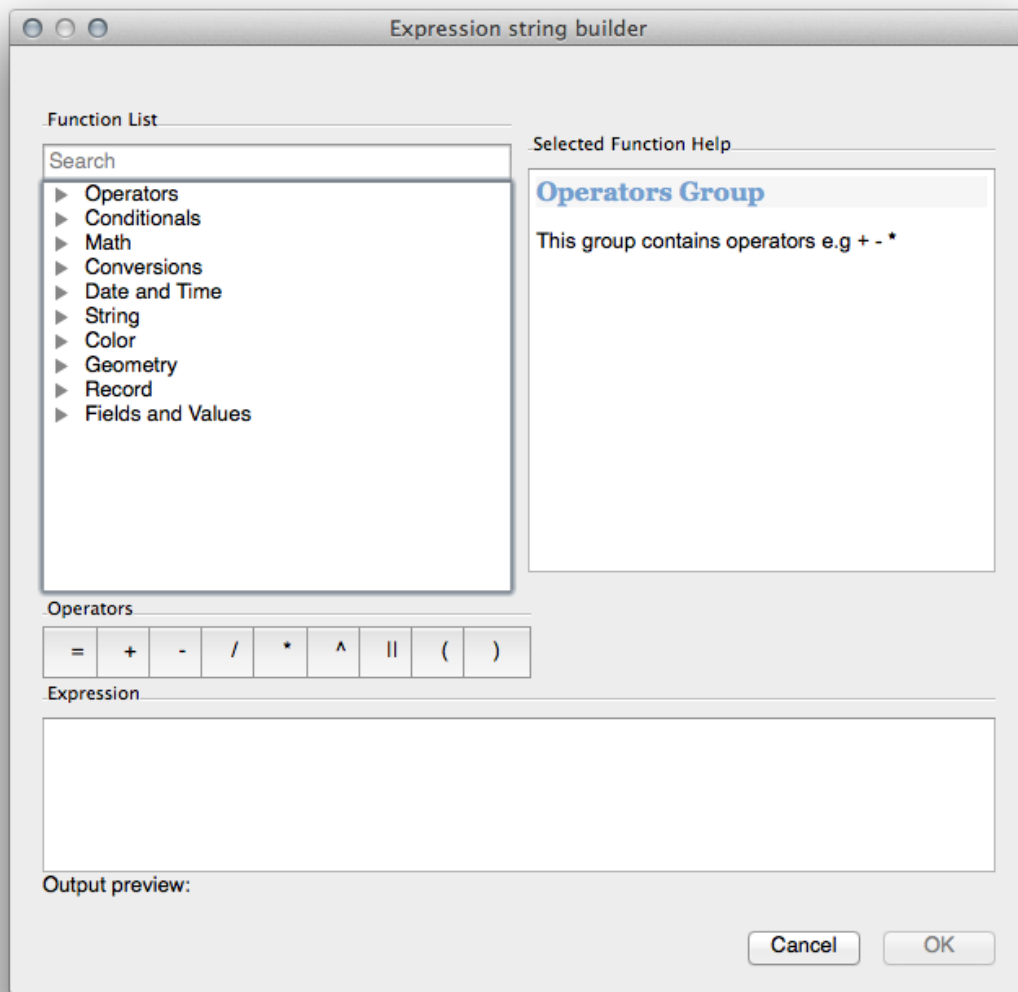 Expression string builder
Function List
Search
Operators
Conditionals
Math
Conversions
Date and Time
String
Color
Geometry
Record
Fields and Values
Selected Function Help
Operators Group
This group contains operators e.g + - *
Operators
= + - / * ^ || ( )
Expression
Output preview:
Cancel OK